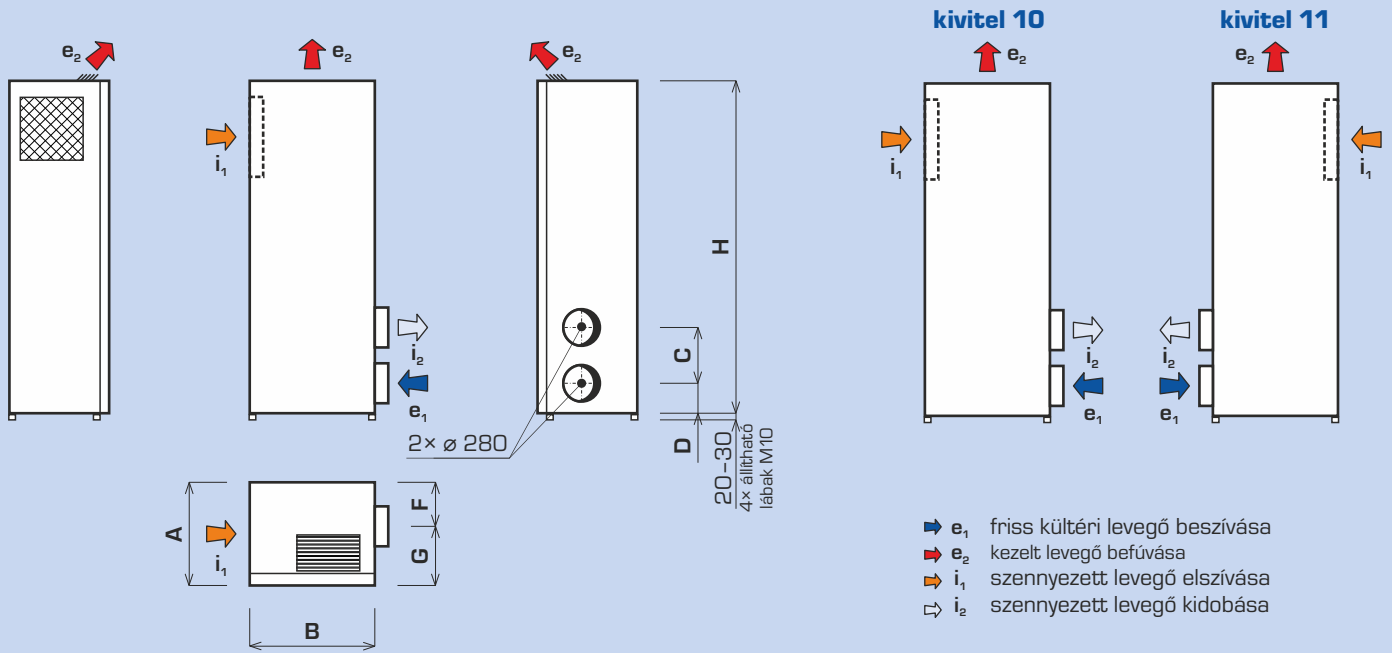 kivitel 10
kivitel 11
e₂
e₂
e₂
e₂
e₂
i₁
i₁
i₁
H
C
i₂
i₂
i₂
e₁
e₁
e₁
2× ø 280
D
20-30
4× állítható
lábak M10
A
F
G
i₁
B
e₁ friss kültéri levegő beszívása
e₂ kezelt levegő befúvása
i₁ szennyezett levegő elszívása
i₂ szennyezett levegő kidobása